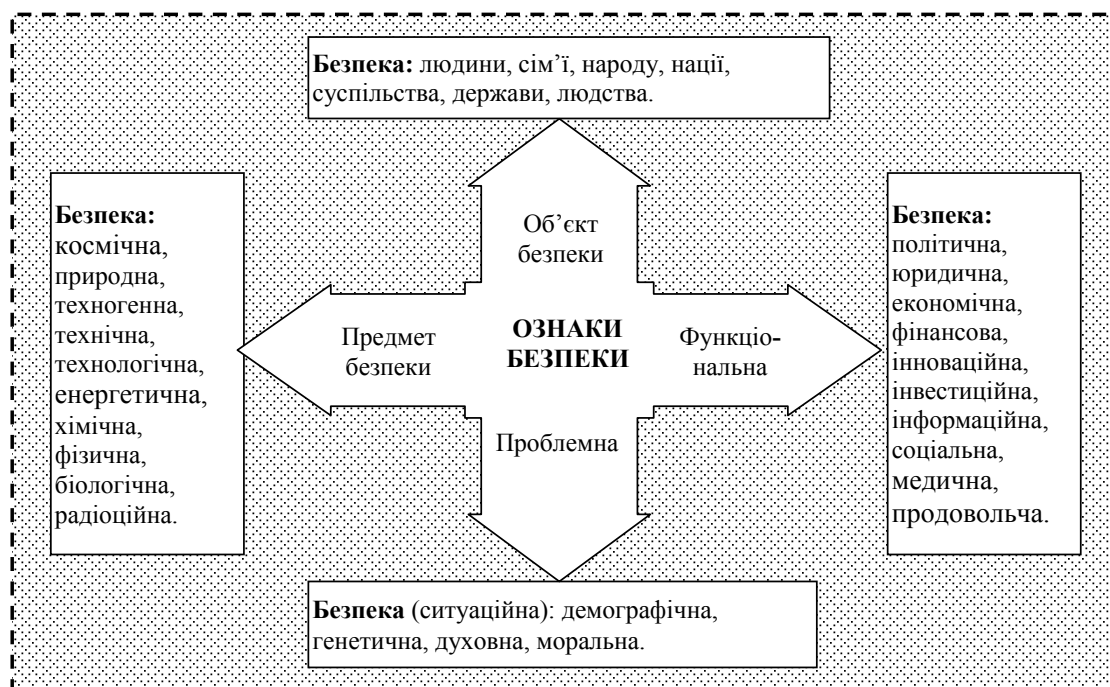 Безпека: людини, сім’ї, народу, нації,
суспільства, держави, людства.
Безпека:
космічна,
природна,
техногенна,
технічна,
технологічна,
енергетична,
хімічна,
фізична,
біологічна,
радіоційна.
Об’єкт
безпеки
Предмет
безпеки
ОЗНАКИ
БЕЗПЕКИ
Функціо-
нальна
Проблемна
Безпека:
політична,
юридична,
економічна,
фінансова,
інноваційна,
інвестиційна,
інформаційна,
соціальна,
медична,
продовольча.
Безпека (ситуаційна): демографічна,
генетична, духовна, моральна.